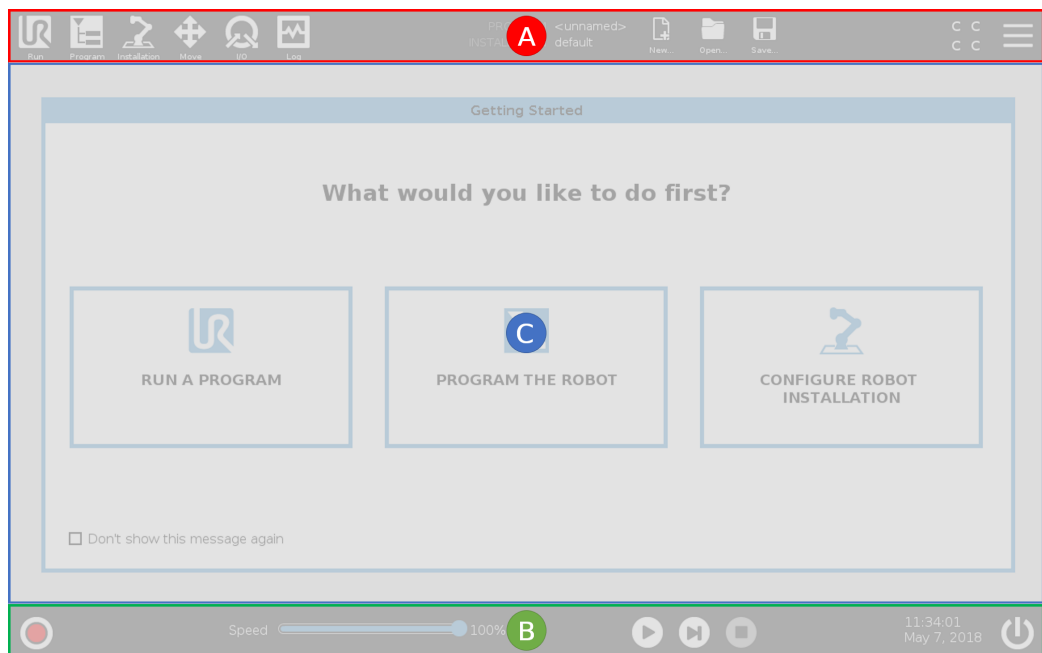 Run Program Installation Move I/O Log
<unnamed>
default
New... Open... Save...
C C
C C
A
Getting Started
What would you like to do first?
C
RUN A PROGRAM
PROGRAM THE ROBOT
CONFIGURE ROBOT
INSTALLATION
Don't show this message again
Speed 100%
B
11:34:01
May 7, 2018